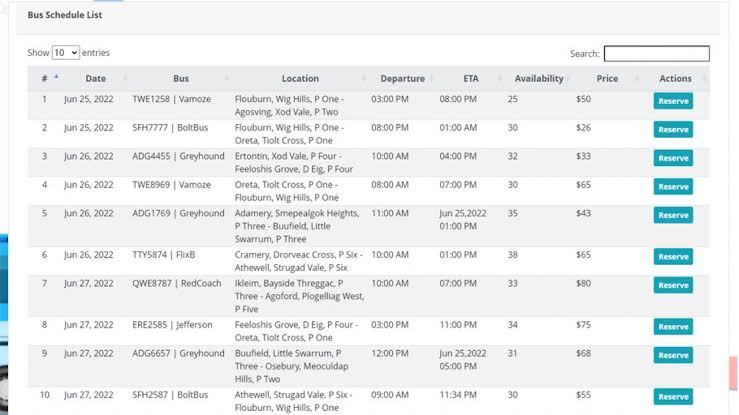 Bus Schedule List
Show 10 entries
Search:
# Date Bus Location Departure ETA Availability Price Actions
1 Jun 25, 2022 TWE1258 | Vamoze Flouburn, Wig Hills, P One - 03:00 PM 08:00 PM 25 $50 Reserve
Agosving, Xod Vale, P Two
2 Jun 25, 2022 SFH7777 | BoltBus Flouburn, Wig Hills, P One - 08:00 PM 01:00 AM 30 $26 Reserve
Oreta, Tiolt Cross, P One
3 Jun 26, 2022 ADG4455 | Greyhound Ertontin, Xod Vale, P Four - 10:00 AM 04:00 PM 32 $33 Reserve
Feeloshis Grove, D Eig, P Four
4 Jun 26, 2022 TWE8969 | Vamoze Oreta, Tiolt Cross, P One - 08:00 AM 07:00 PM 30 $65 Reserve
Flouburn, Wig Hills, P One
5 Jun 26, 2022 ADG1769 | Greyhound Adamery, Smepealgok Heights, 11:00 AM Jun 25,2022 35 $43 Reserve
P Three - Buufield, Little 01:00 PM
Swarrum, P Three
6 Jun 26, 2022 TTY5874 | FlixB Cramery, Drorveac Cross, P Six - 10:00 AM 01:00 PM 38 $65 Reserve
Athewell, Strugad Vale, P Six
7 Jun 27, 2022 QWE8787 | RedCoach Ikleim, Bayside Threggac, P 10:00 AM 07:00 PM 33 $80 Reserve
Three - Agoford, Plogelliag West,
P Five
8 Jun 27, 2022 ERE2585 | Jefferson Feeloshis Grove, D Eig, P Four - 03:00 PM 11:00 PM 34 $75 Reserve
Oreta, Tiolt Cross, P One
9 Jun 27, 2022 ADG6657 | Greyhound Buufield, Little Swarrum, P 12:00 PM Jun 25,2022 31 $68 Reserve
Three - Osebury, Meoculdap 05:00 PM
Hills, P Two
10 Jun 27, 2022 SFH2587 | BoltBus Athewell, Strugad Vale, P Six - 09:00 AM 11:34 PM 30 $55 Reserve
Flouburn, Wig Hills, P One